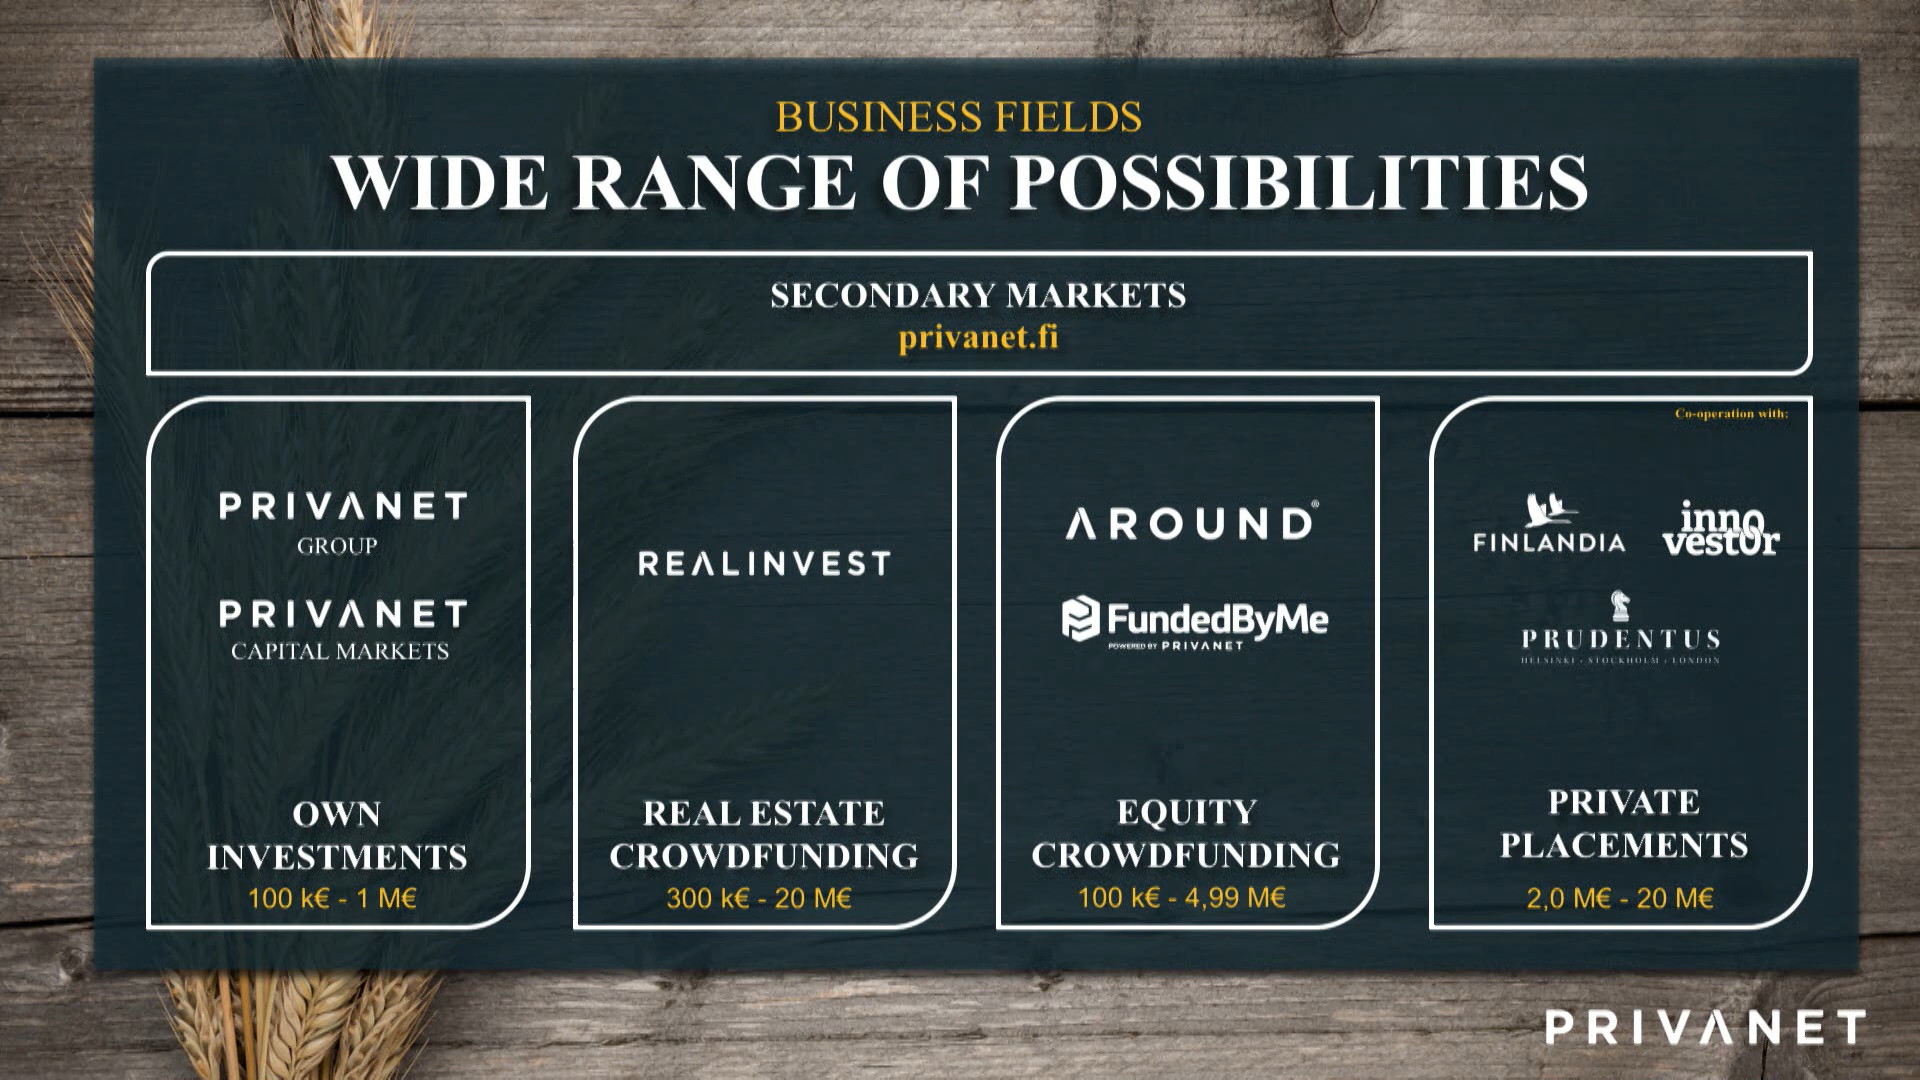 BUSINESS FIELDS
WIDE RANGE OF POSSIBILITIES
SECONDARY MARKETS
privanet.fi
PRIVANET
GROUP
PRIVANET
CAPITAL MARKETS
OWN
INVESTMENTS
100 k€ - 1 M€
REALINVEST
REAL ESTATE
CROWDFUNDING
300 k€ - 20 M€
AROUND®
FundedByMe
POWERED BY PRIVANET
EQUITY
CROWDFUNDING
100 k€ - 4,99 M€
Co-operation with:
FINLANDIA
inno
vestor
PRUDENTUS
HELSINKI • STOCKHOLM • LONDON
PRIVATE
PLACEMENTS
2,0 M€ - 20 M€
PRIVANET